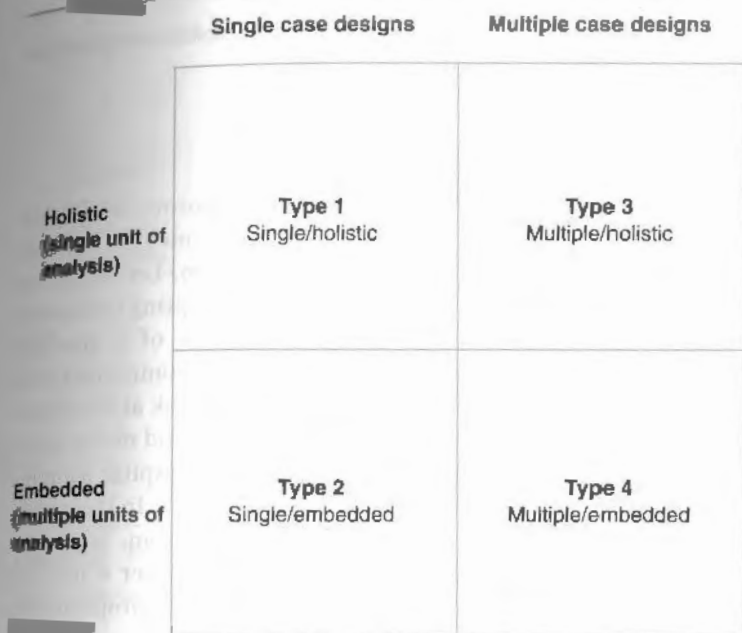 Single case designs Multiple case designs
Holistic
(single unit of
analysis)
Type 1
Single/holistic
Type 3
Multiple/holistic
Embedded
(multiple units of
analysis)
Type 2
Single/embedded
Type 4
Multiple/embedded